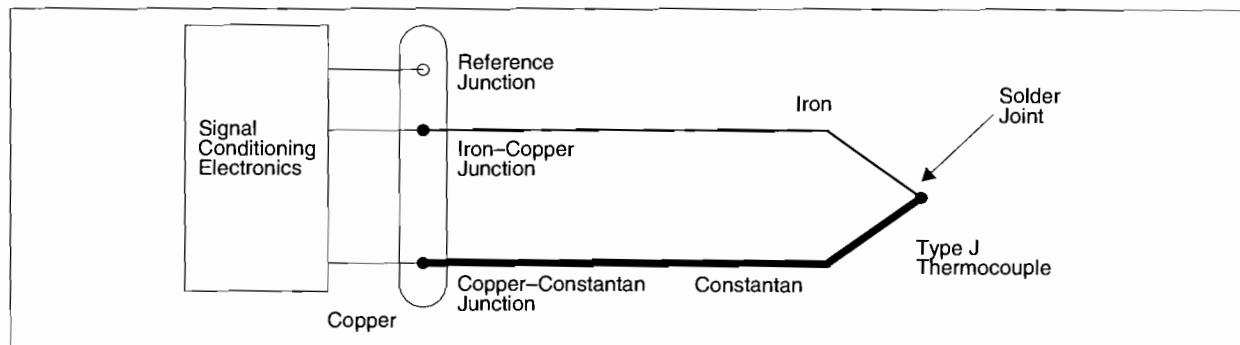 Reference
Junction
Iron
Solder
Joint
Signal
Conditioning
Electronics
Iron–Copper
Junction
Type J
Thermocouple
Copper–Constantan
Junction
Constantan
Copper